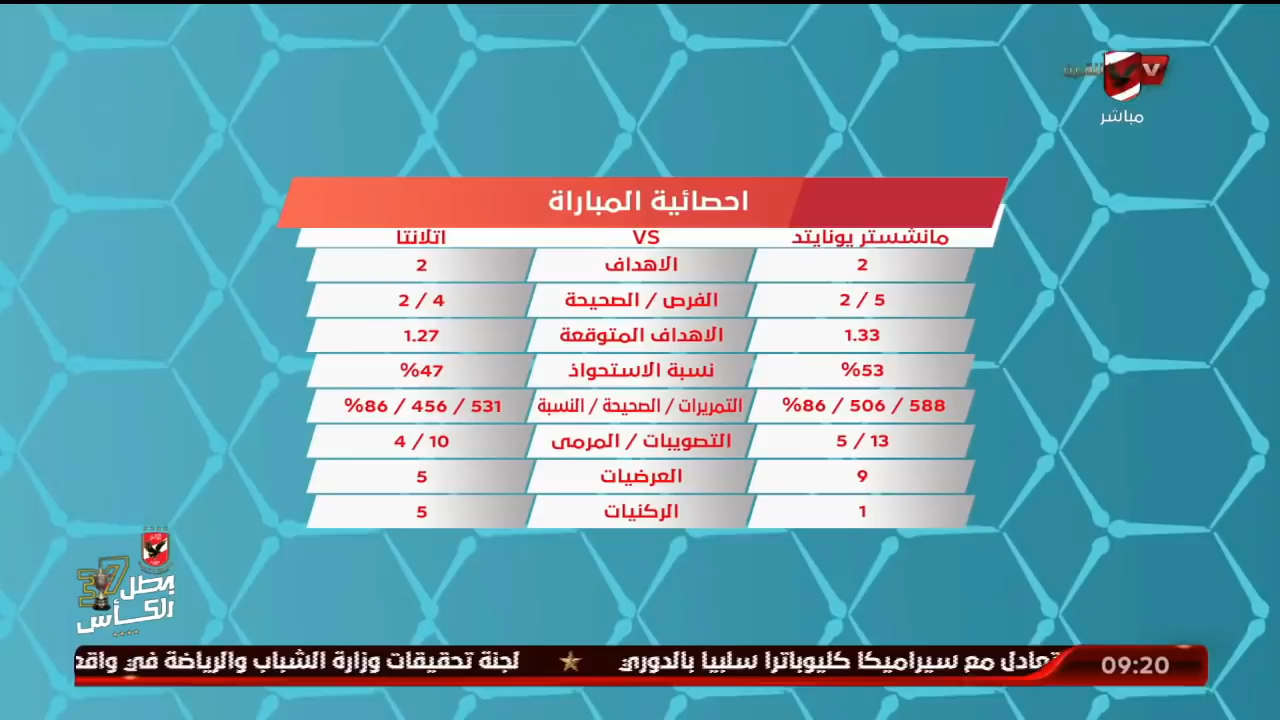 مباشر
احصائية المباراة
مانشستر يونايتد VS اتلانتا
2 الاهداف 2
5 / 2 الفرص / الصحيحة 4 / 2
1.33 الاهداف المتوقعة 1.27
%53 نسبة الاستحواذ %47
588 / 506 / 86% التمريرات / الصحيحة / النسبة 531 / 456 / 86%
13 / 5 التصويبات / المرمى 10 / 4
9 العرضيات 5
1 الركنيات 5
37
بطل
الكأس
09:20 تعادل مع سيراميكا كليوباترا سلبيا بالدوري ★ لجنة تحقيقات وزارة الشباب والرياضة في واقع